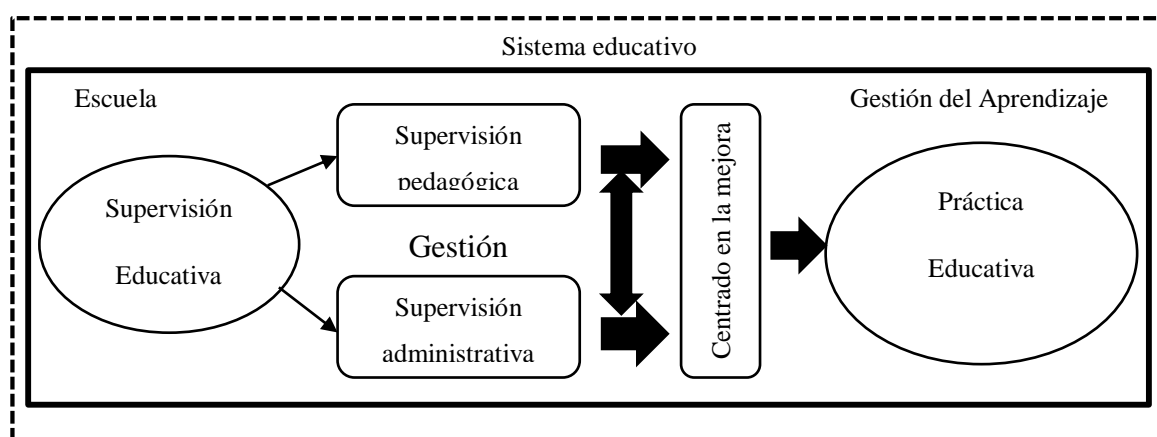 Sistema educativo
Escuela
Gestión del Aprendizaje
Supervisión
Educativa
Supervisión
pedagógica
Gestión
Supervisión
administrativa
Centrado en la mejora
Práctica
Educativa